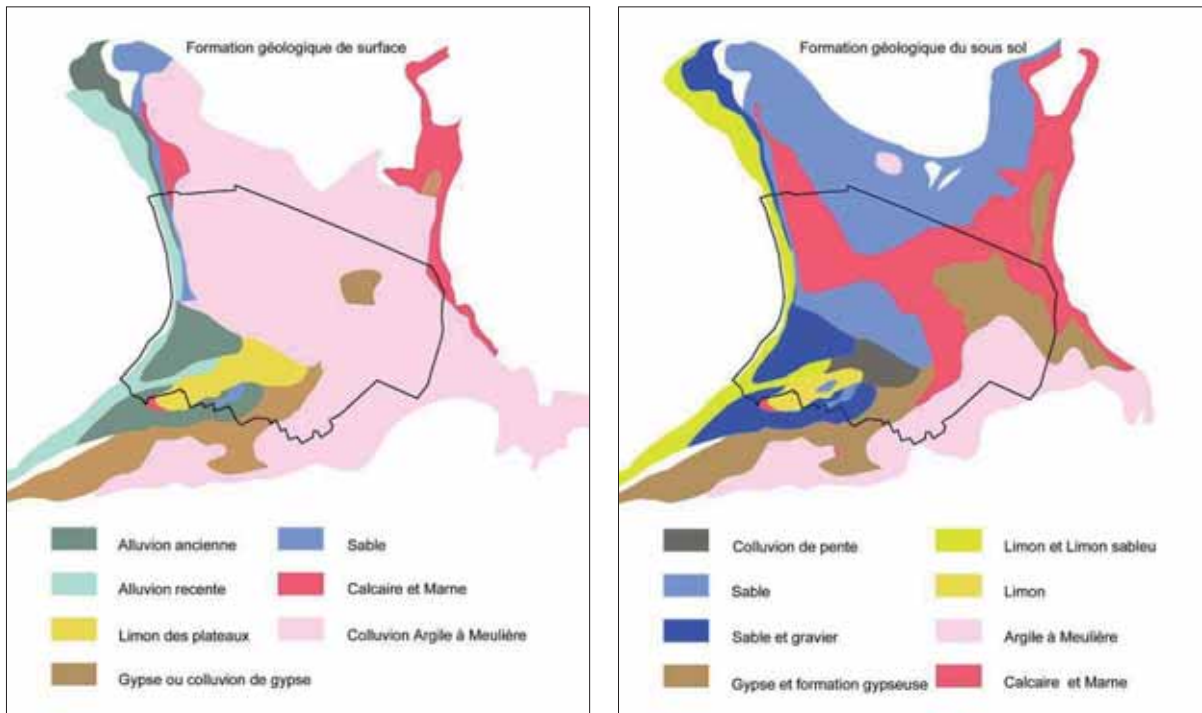 Formation géologique de surface
Alluvion ancienne
Sable
Alluvion recente
Calcaire et Marne
Limon des plateaux
Colluvion Argile à Meulière
Gypse ou colluvion de gypse
Formation géologique du sous sol
Colluvion de pente
Limon et Limon sableu
Sable
Limon
Sable et gravier
Argile à Meulière
Gypse et formation gypseuse
Calcaire et Marne